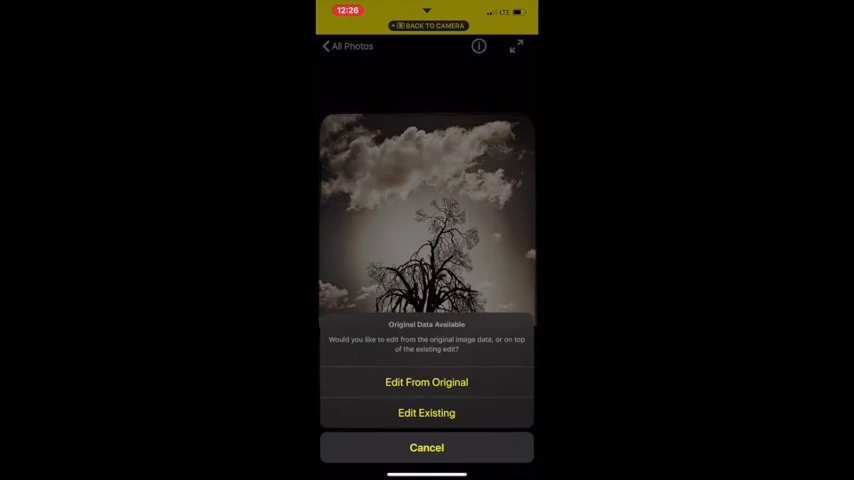 12:26
LTE
BACK TO CAMERA
All Photos
Original Data Available
Would you like to edit from the original image data, or on top
of the existing edit?
Edit From Original
Edit Existing
Cancel